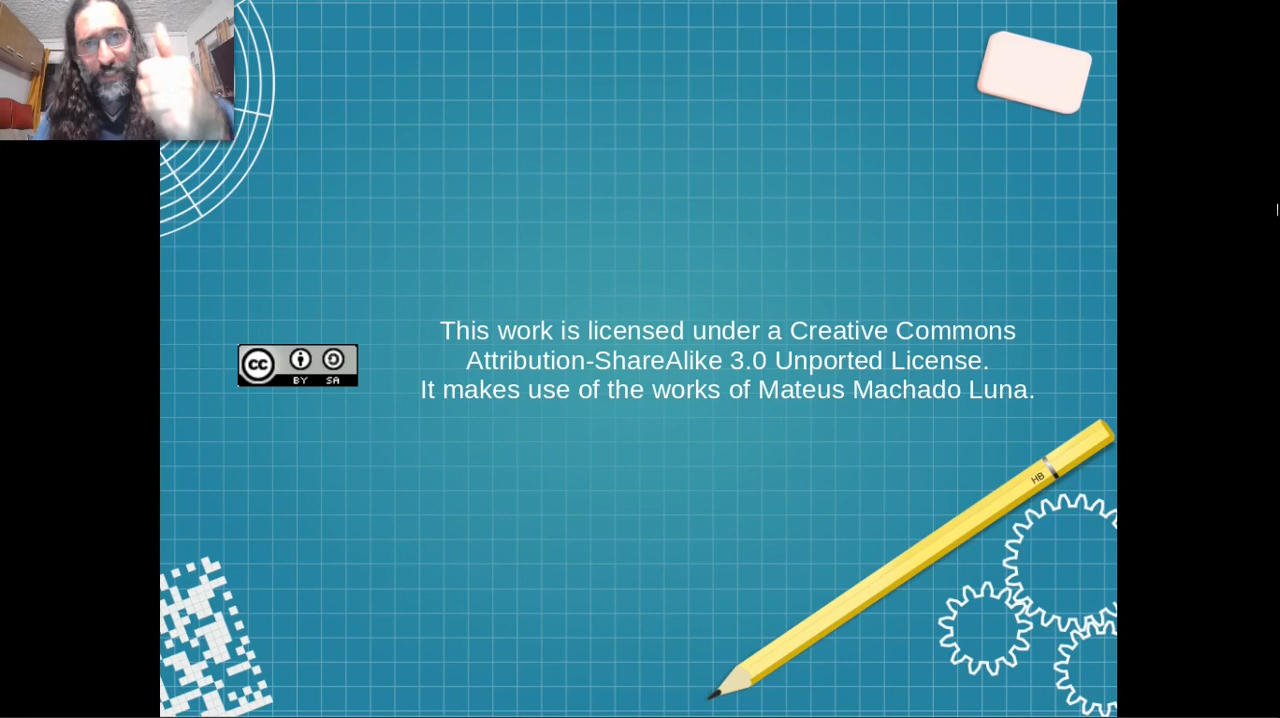 This work is licensed under a Creative Commons
Attribution-ShareAlike 3.0 Unported License.
It makes use of the works of Mateus Machado Luna.
cc
BY SA
HB